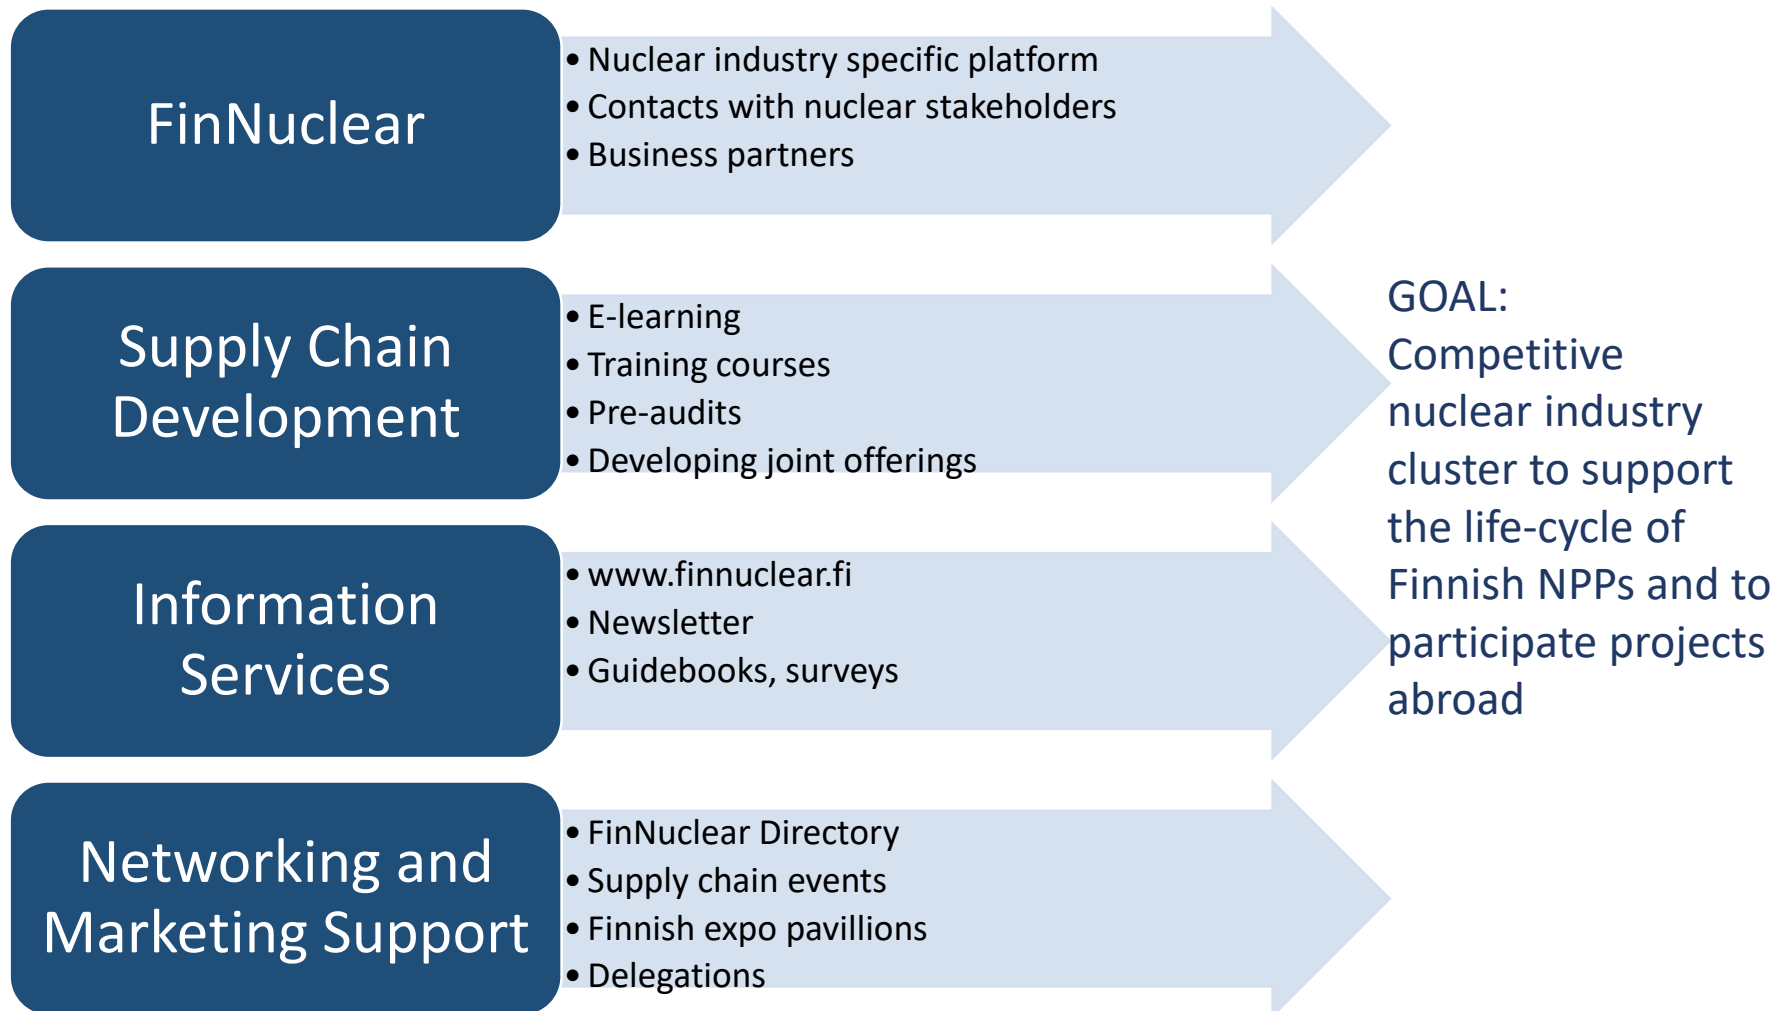 FinNuclear
• Nuclear industry specific platform
• Contacts with nuclear stakeholders
• Business partners
Supply Chain
Development
• E-learning
• Training courses
• Pre-audits
• Developing joint offerings
Information
Services
• www.finnuclear.fi
• Newsletter
• Guidebooks, surveys
Networking and
Marketing Support
• FinNuclear Directory
• Supply chain events
• Finnish expo pavillions
• Delegations
GOAL:
Competitive
nuclear industry
cluster to support
the life-cycle of
Finnish NPPs and to
participate projects
abroad